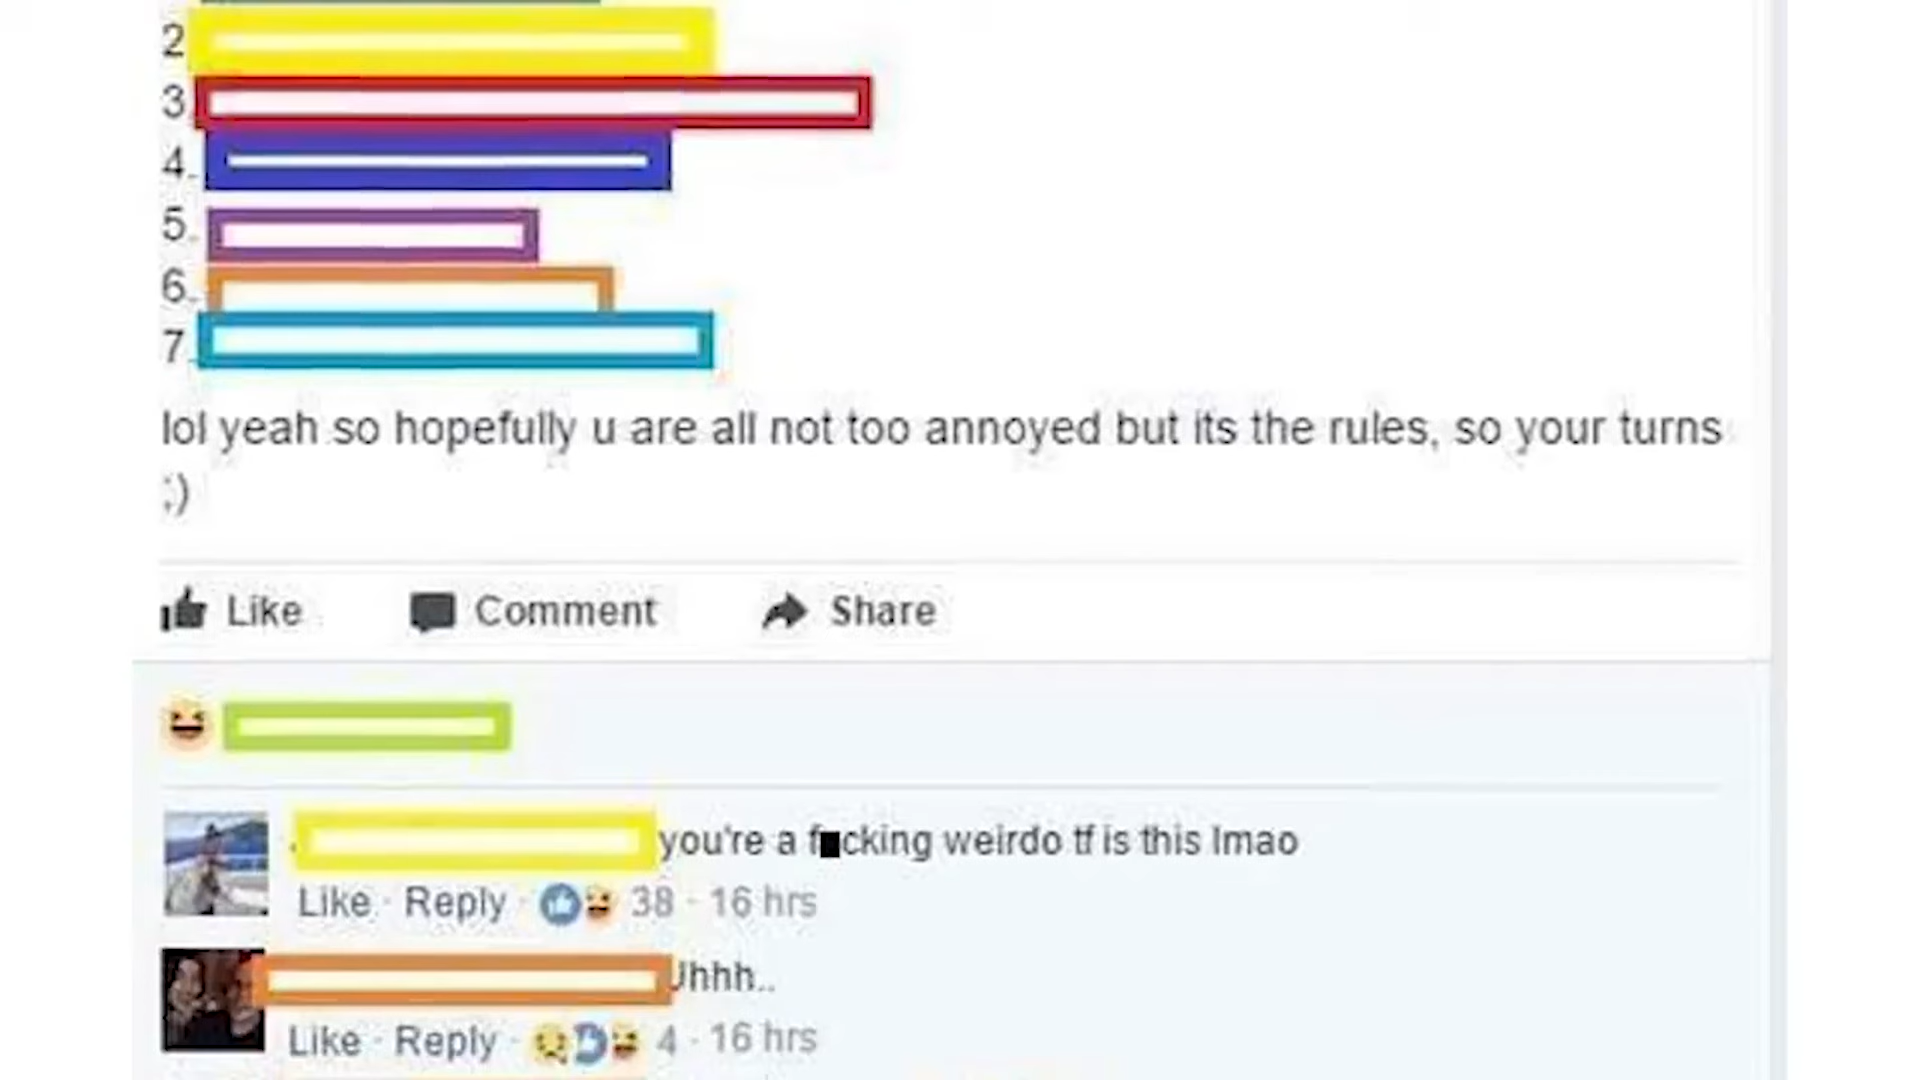 2
3
4.
5.
6.
7.
lol yeah so hopefully u are all not too annoyed but its the rules, so your turns
;)
Like Comment Share
you're a f■cking weirdo tf is this lmao
Like · Reply · 38 · 16 hrs
Uhhh..
Like · Reply · 4 · 16 hrs